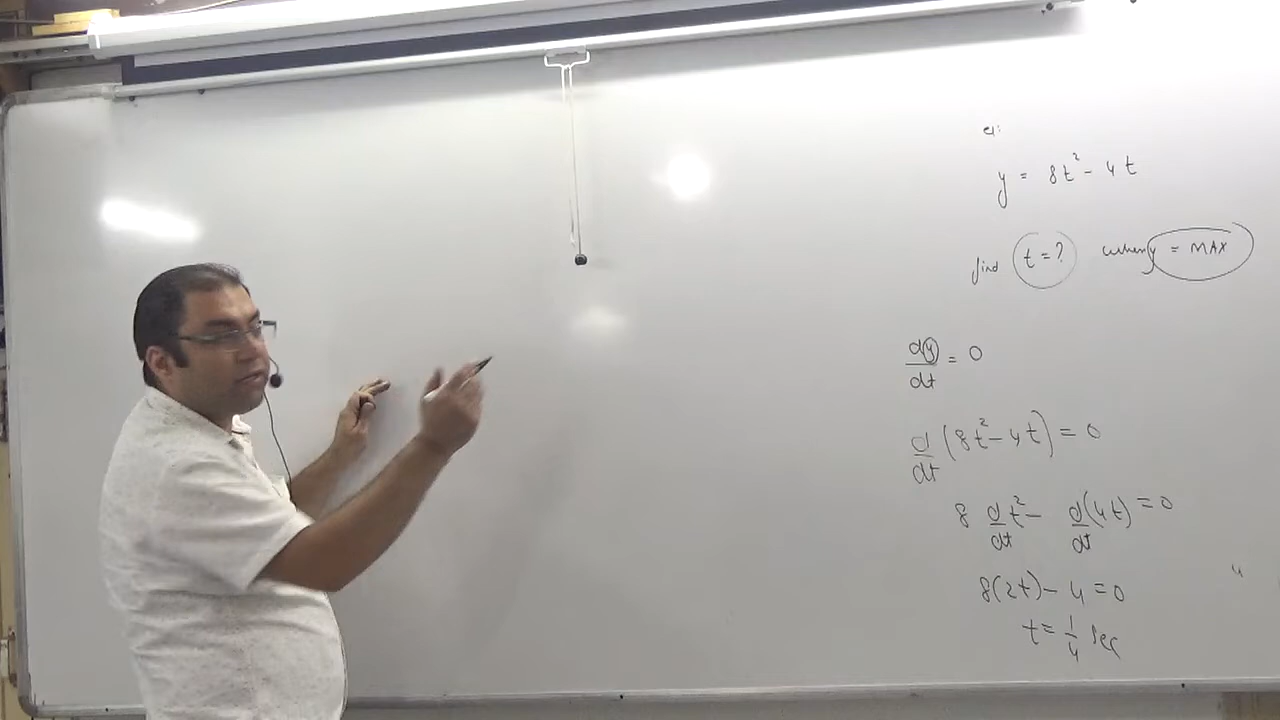 eg:
y = 8t² - 4t
find t = ? when y = MAX
dy/dt = 0
d/dt (8t² - 4t) = 0
8 d/dt t² - d/dt (4t) = 0
8(2t) - 4 = 0
t = 1/4 sec